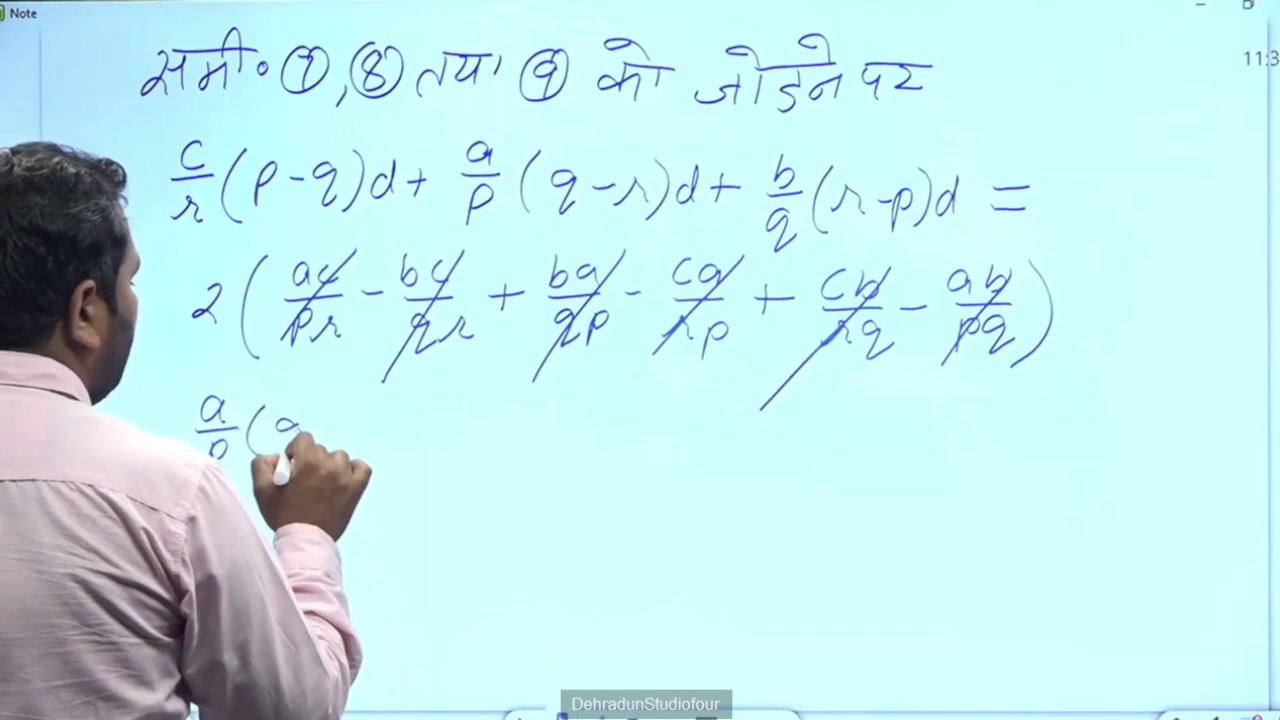 Note
11:3
समी० ⑦, ⑧ तथा ⑨ को जोडने पर
c/r (p-q)d + a/p (q-r)d + b/q (r-p)d =
2 ( ac/pr - bc/qr + ba/qp - ca/rp + cb/rq - ab/pq )
a/p (q
DehradunStudiofour